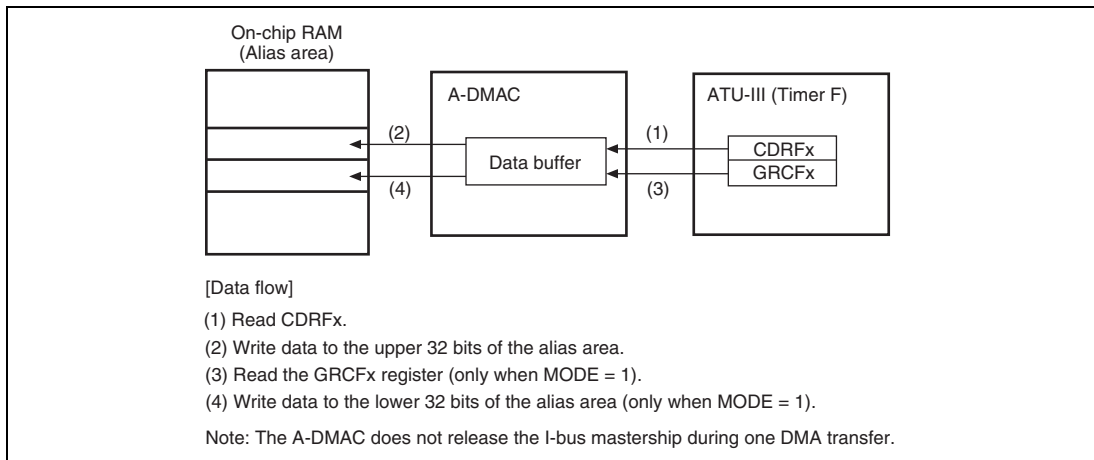 On-chip RAM
(Alias area)
A-DMAC
ATU-III (Timer F)
(2)
(1)
CDRFx
Data buffer
GRCFx
(4)
(3)
[Data flow]
(1) Read CDRFx.
(2) Write data to the upper 32 bits of the alias area.
(3) Read the GRCFx register (only when MODE = 1).
(4) Write data to the lower 32 bits of the alias area (only when MODE = 1).
Note: The A-DMAC does not release the I-bus mastership during one DMA transfer.